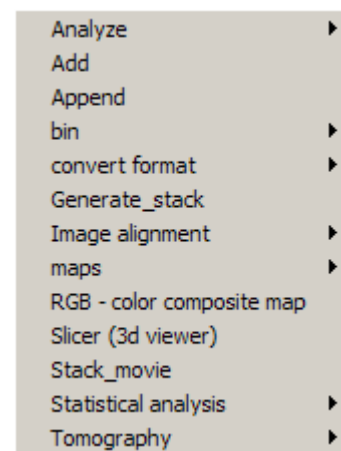 Analyze
Add
Append
bin
convert format
Generate_stack
Image alignment
maps
RGB - color composite map
Slicer (3d viewer)
Stack_movie
Statistical analysis
Tomography